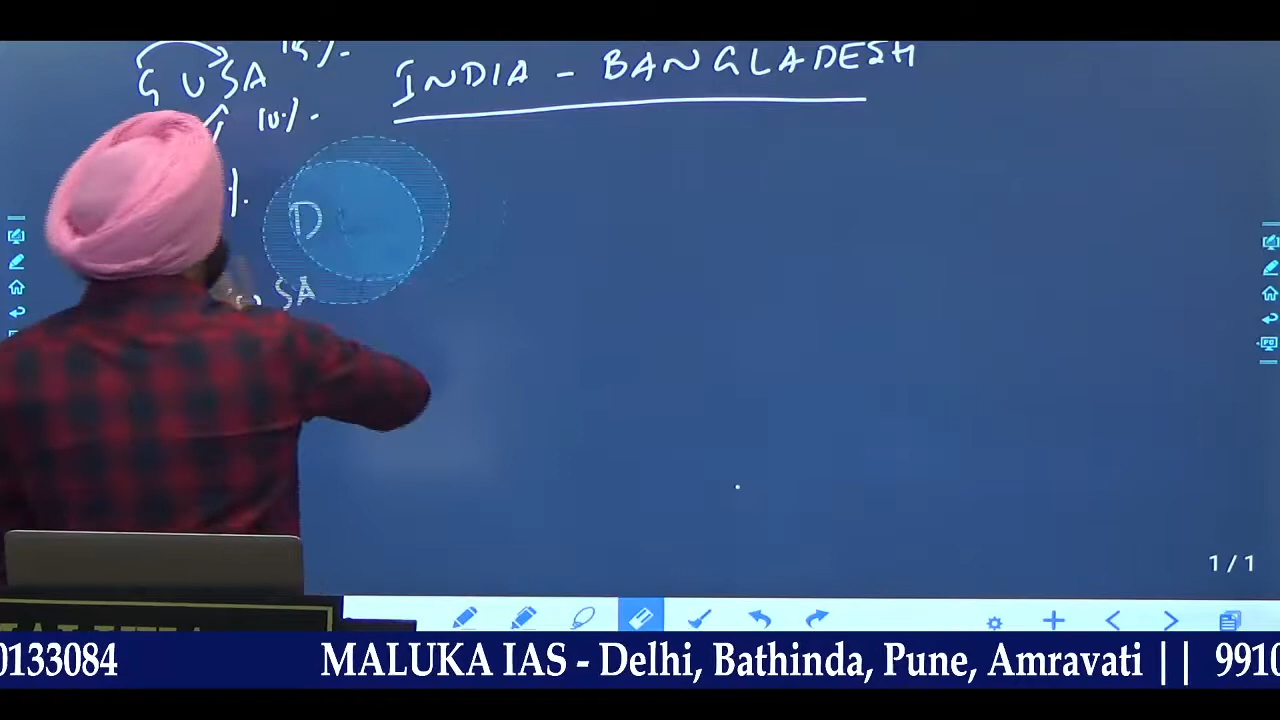 15%.
G USA INDIA - BANGLADESH
10%.
%.
D
SA
1/1
0133084 MALUKA IAS - Delhi, Bathinda, Pune, Amravati || 9910